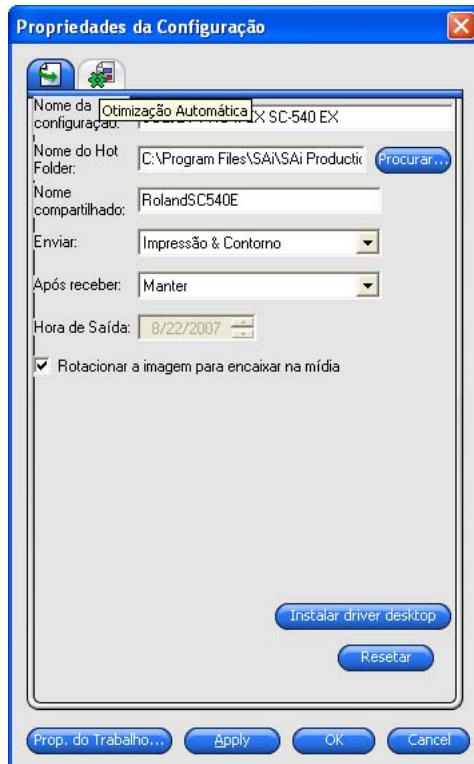 Propriedades da Configuração
Otimização Automática
Nome da
configuração:
EX SC-540 EX
Nome do Hot
Folder:
C:\Program Files\SAi\SAi Productic
Procurar...
Nome
compartilhado:
RolandSC540E
Enviar:
Impressão & Contorno
Após receber:
Manter
Hora de Saída:
8/22/2007
Rotacionar a imagem para encaixar na mídia
Instalar driver desktop
Resetar
Prop. do Trabalho...
Apply
OK
Cancel